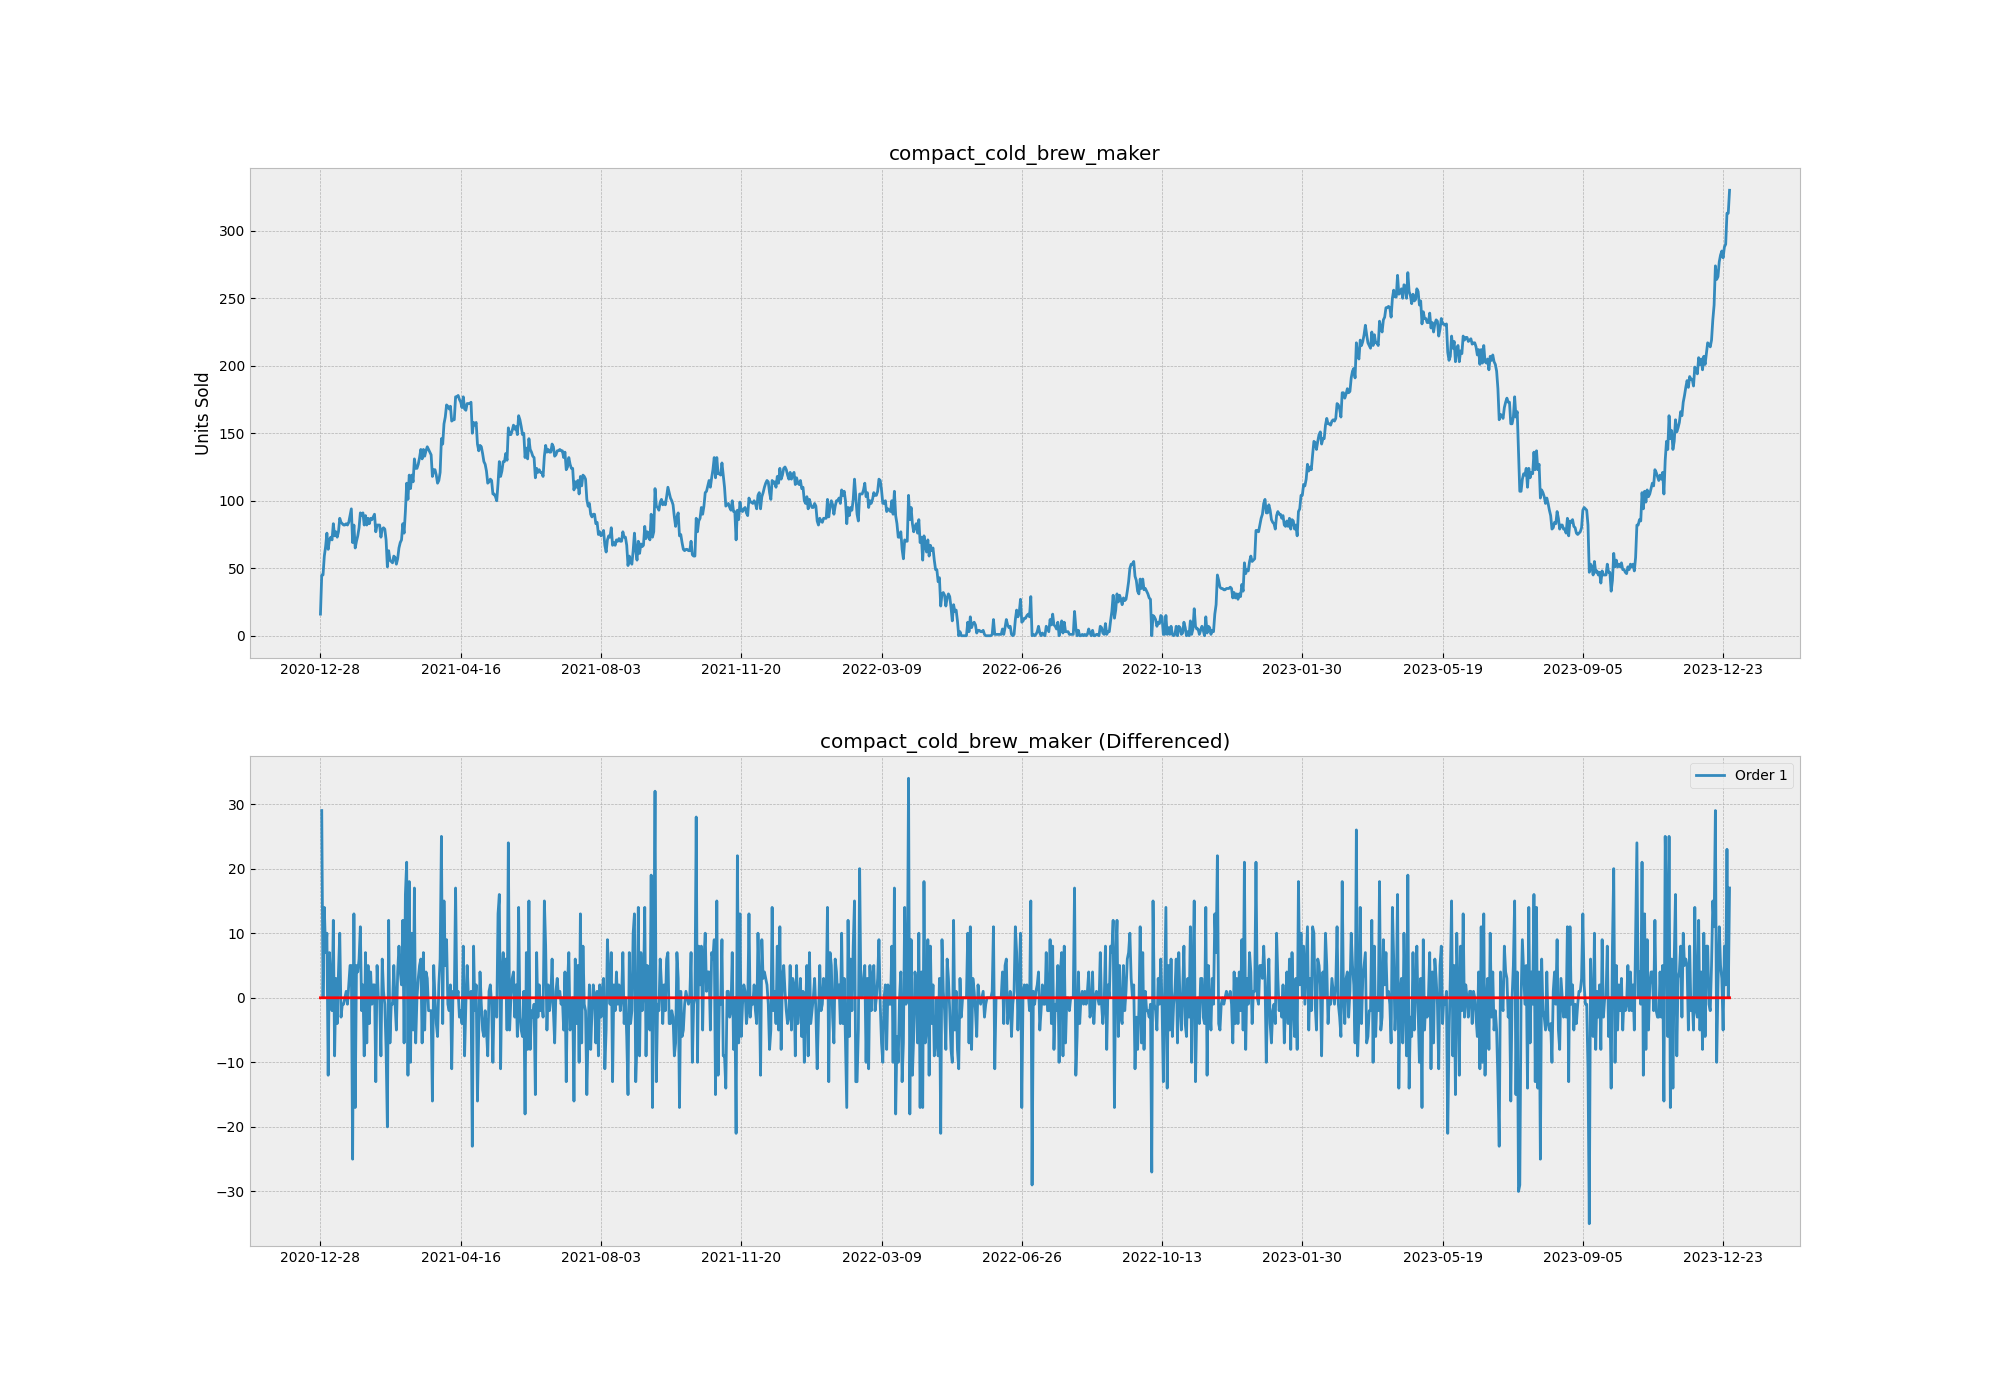 compact_cold_brew_maker
Units Sold
300
250
200
150
100
50
0
2020-12-28 2021-04-16 2021-08-03 2021-11-20 2022-03-09 2022-06-26 2022-10-13 2023-01-30 2023-05-19 2023-09-05 2023-12-23
compact_cold_brew_maker (Differenced)
Order 1
30
20
10
0
−10
−20
−30
2020-12-28 2021-04-16 2021-08-03 2021-11-20 2022-03-09 2022-06-26 2022-10-13 2023-01-30 2023-05-19 2023-09-05 2023-12-23